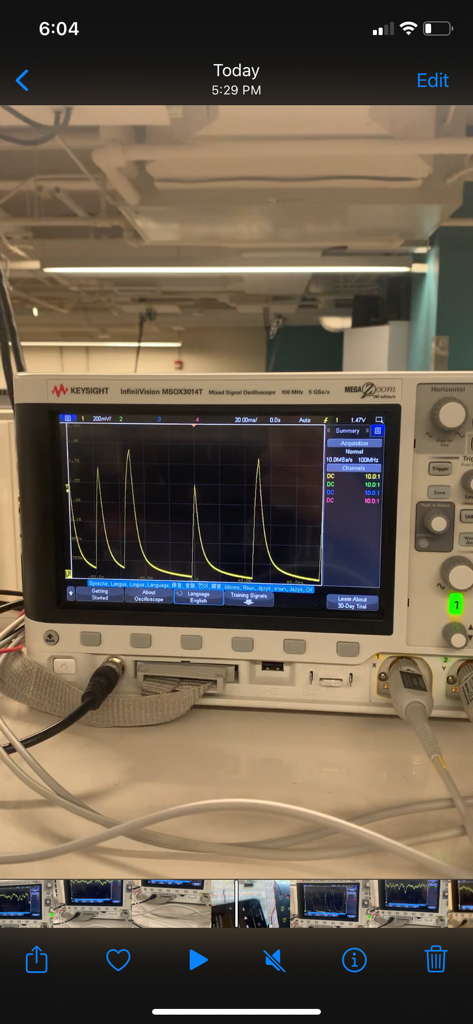 6:04
Today
5:29 PM
Edit
KEYSIGHT InfiniiVision MSOX3014T Mixed Signal Oscilloscope 100 MHz 5 GSa/s MEGA Zoom
Horizontal
1 200mV/ 2 3 4 20.00ms/ 0.0s Auto 1 1.47V
Summary
Acquisition
Normal
10.0MSa/s 100MHz
Channels
DC 10.0:1
DC 10.0:1
DC 10.0:1
DC 10.0:1
Trigger
Zone
Getting Started
About Oscilloscope
Language English
Training Signals
Learn About 30-Day Trial
1
X
2